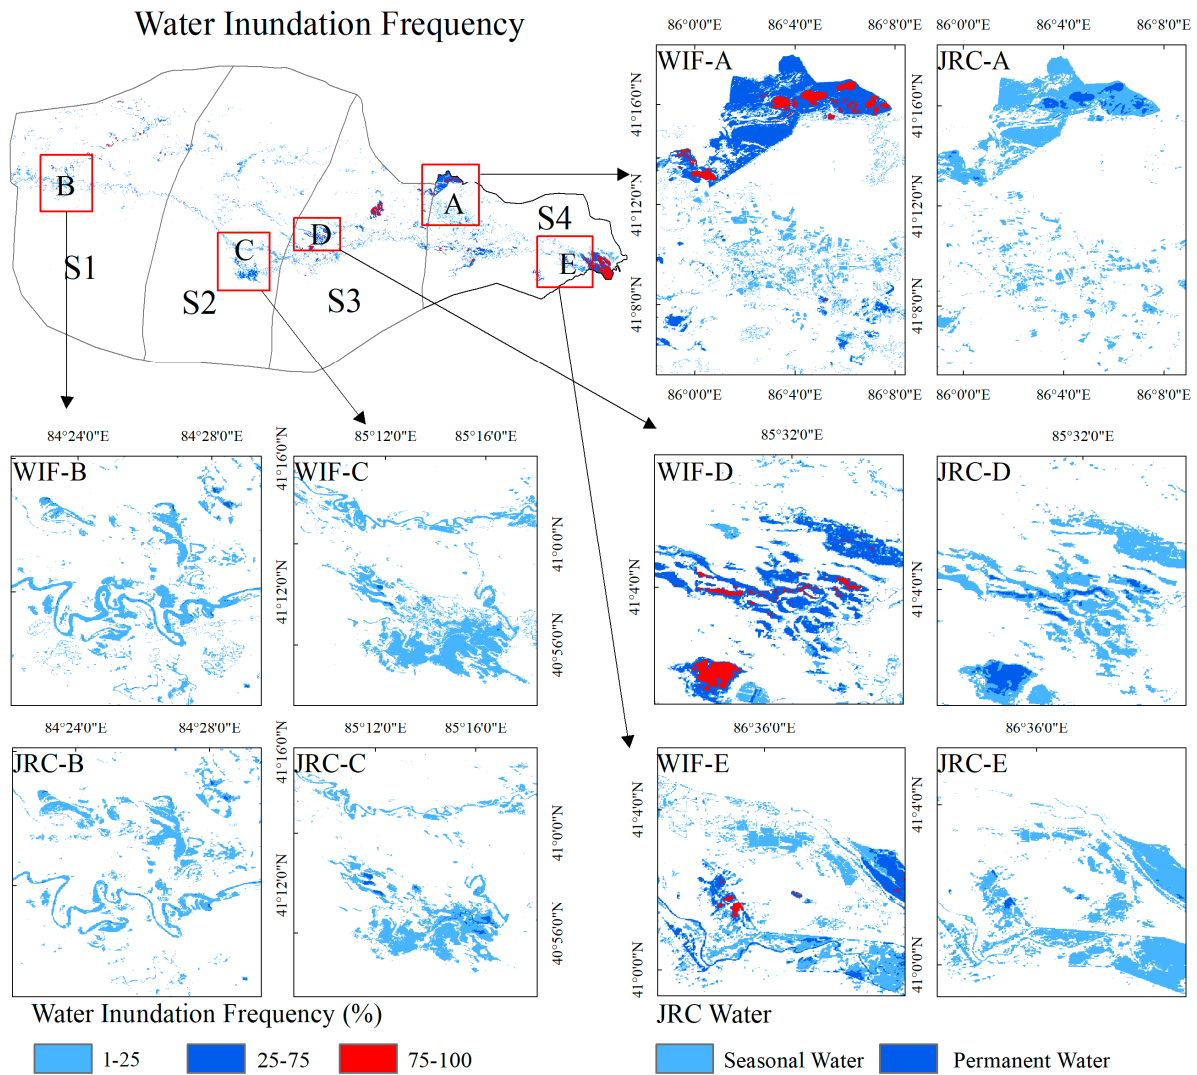 Water Inundation Frequency
86°0'0"E 86°4'0"E 86°8'0"E 86°0'0"E 86°4'0"E 86°8'0"E
WIF-A
JRC-A
41°16'0"N
41°12'0"N
41°8'0"N
41°16'0"N
41°12'0"N
41°8'0"N
86°0'0"E 86°4'0"E 86°8'0"E 86°0'0"E 86°4'0"E 86°8'0"E
B
A
S4
C
D
E
S1
S2
S3
84°24'0"E 84°28'0"E 85°12'0"E 85°16'0"E 85°32'0"E 85°32'0"E
WIF-B
41°16'0"N
41°12'0"N
WIF-C
41°0'0"N
40°56'0"N
WIF-D
41°4'0"N
JRC-D
41°4'0"N
84°24'0"E 84°28'0"E 85°12'0"E 85°16'0"E 86°36'0"E 86°36'0"E
JRC-B
41°16'0"N
41°12'0"N
JRC-C
41°0'0"N
40°56'0"N
WIF-E
41°4'0"N
41°0'0"N
JRC-E
41°4'0"N
41°0'0"N
Water Inundation Frequency (%)
1-25 25-75 75-100
JRC Water
Seasonal Water Permanent Water